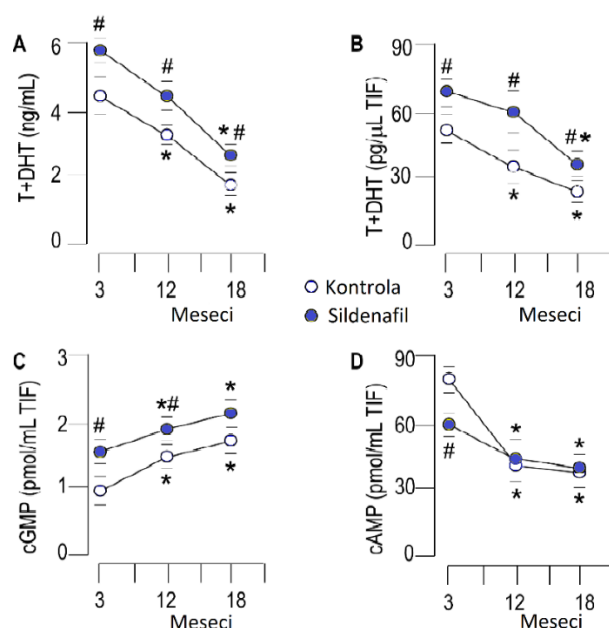 A
T+DHT (ng/mL)
6
4
2
0
#
#
*#
*
*
3 12 18
Meseci
B
T+DHT (pg/µL TIF)
90
60
30
0
#
#
#*
*
*
3 12 18
Meseci
Kontrola
Sildenafil
C
cGMP (pmol/mL TIF)
3
2
1
0
#
*#
*
*
*
3 12 18
Meseci
D
cAMP (pmol/mL TIF)
90
60
30
0
#
*
*
*
*
3 12 18
Meseci